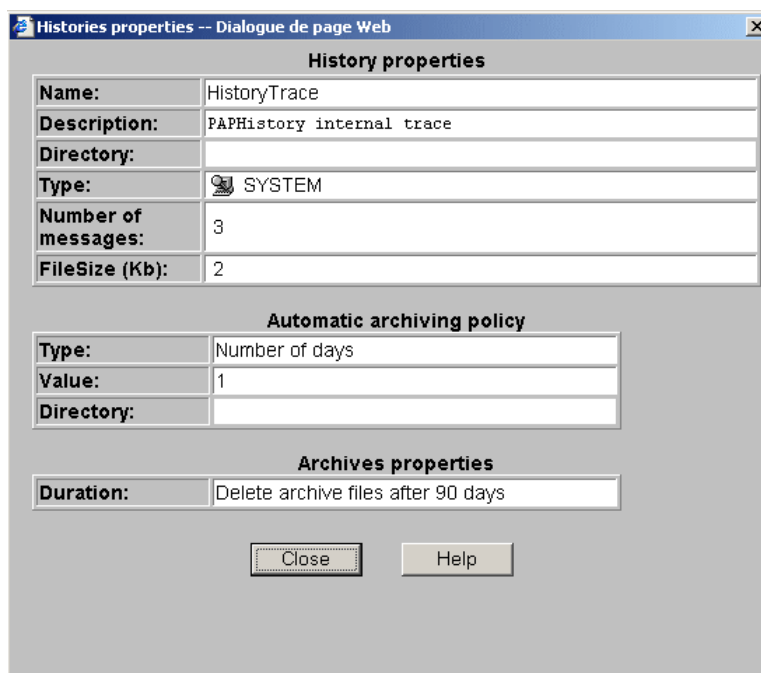 Histories properties -- Dialogue de page Web
History properties
Name: HistoryTrace
Description: PAPHistory internal trace
Directory:
Type: SYSTEM
Number of
messages: 3
FileSize (Kb): 2
Automatic archiving policy
Type: Number of days
Value: 1
Directory:
Archives properties
Duration: Delete archive files after 90 days
Close Help